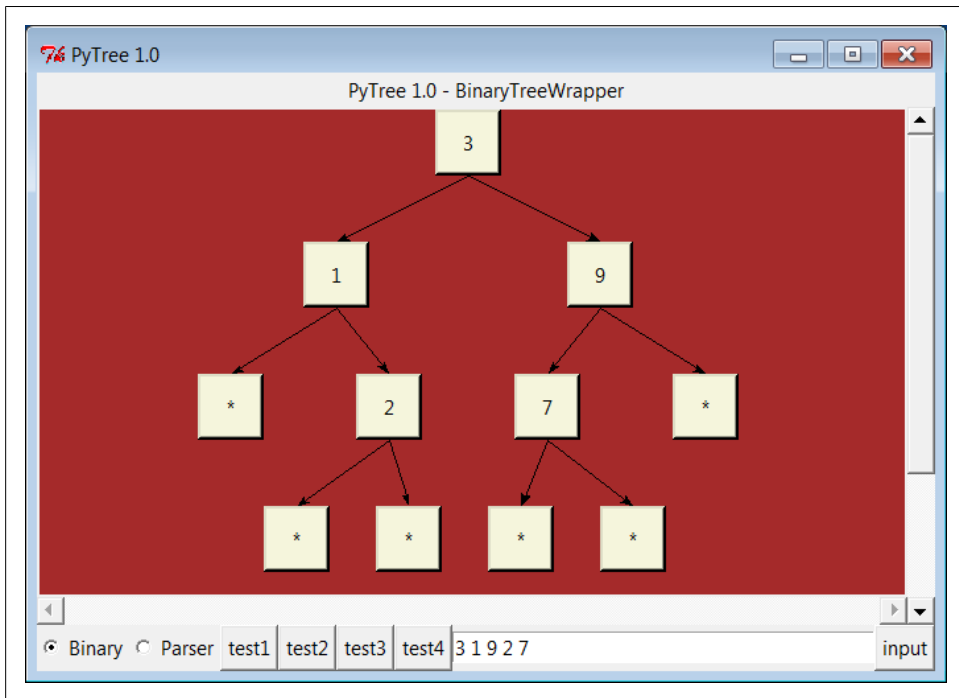 PyTree 1.0
PyTree 1.0 - BinaryTreeWrapper
3
1 9
* 2 7 *
* * * *
Binary Parser test1 test2 test3 test4 3 1 9 2 7 input